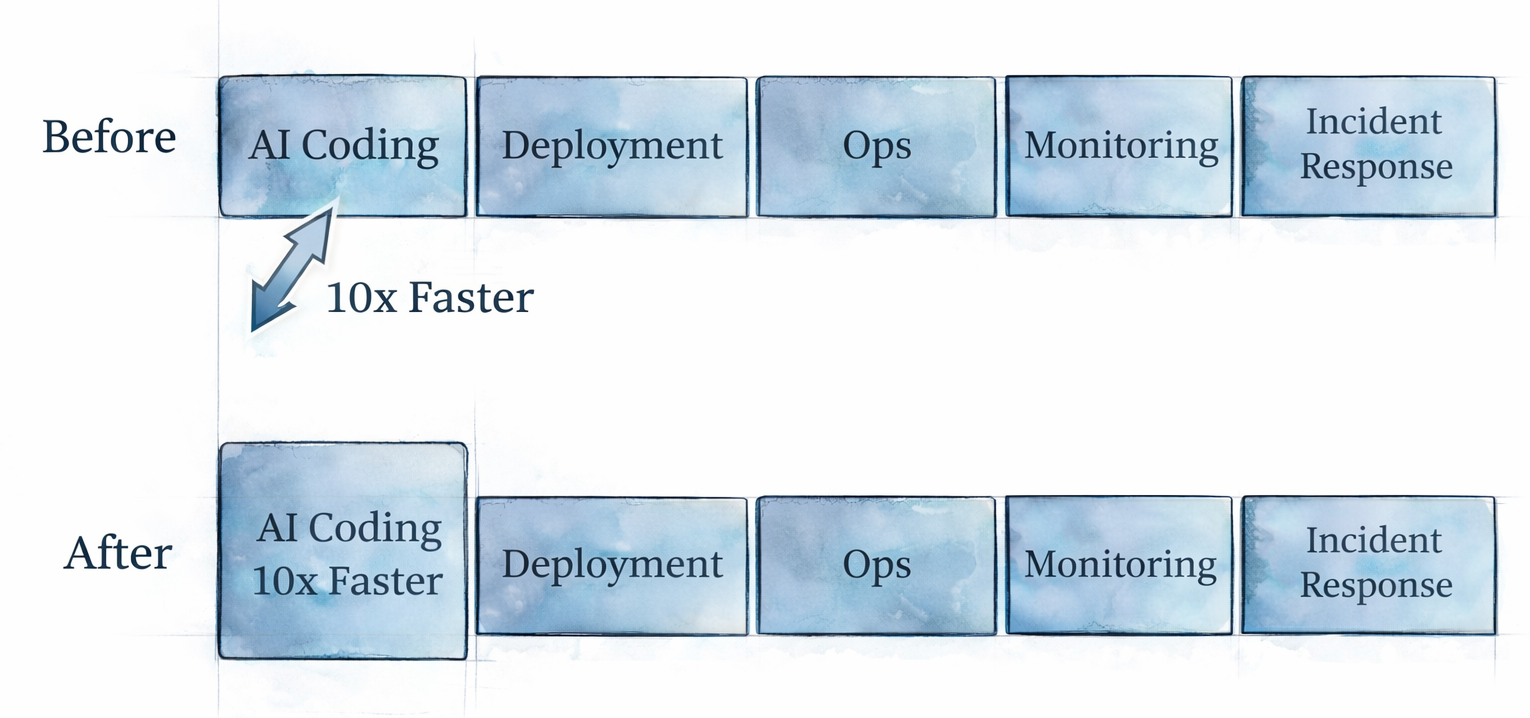 Before
AI Coding
Deployment
Ops
Monitoring
Incident
Response
10x Faster
After
AI Coding
10x Faster
Deployment
Ops
Monitoring
Incident
Response